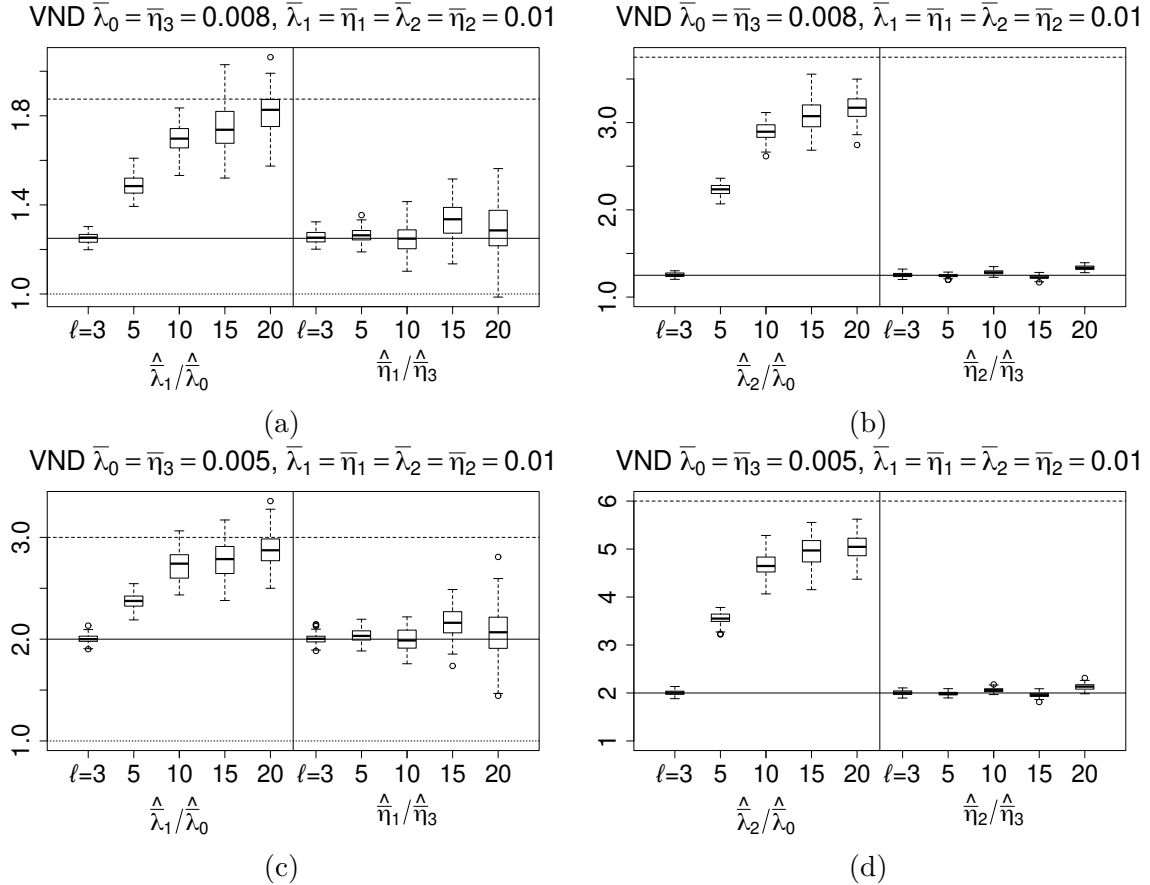 VND λ̄₀ = η̄₃ = 0.008, λ̄₁ = η̄₁ = λ̄₂ = η̄₂ = 0.01
1.0 1.4 1.8
ℓ=3 5 10 15 20 ℓ=3 5 10 15 20
λ̄̂₁/λ̄̂₀ η̄̂₁/η̄̂₃
(a)
VND λ̄₀ = η̄₃ = 0.008, λ̄₁ = η̄₁ = λ̄₂ = η̄₂ = 0.01
1.0 2.0 3.0
ℓ=3 5 10 15 20 ℓ=3 5 10 15 20
λ̄̂₂/λ̄̂₀ η̄̂₂/η̄̂₃
(b)
VND λ̄₀ = η̄₃ = 0.005, λ̄₁ = η̄₁ = λ̄₂ = η̄₂ = 0.01
1.0 2.0 3.0
ℓ=3 5 10 15 20 ℓ=3 5 10 15 20
λ̄̂₁/λ̄̂₀ η̄̂₁/η̄̂₃
(c)
VND λ̄₀ = η̄₃ = 0.005, λ̄₁ = η̄₁ = λ̄₂ = η̄₂ = 0.01
1 2 3 4 5 6
ℓ=3 5 10 15 20 ℓ=3 5 10 15 20
λ̄̂₂/λ̄̂₀ η̄̂₂/η̄̂₃
(d)